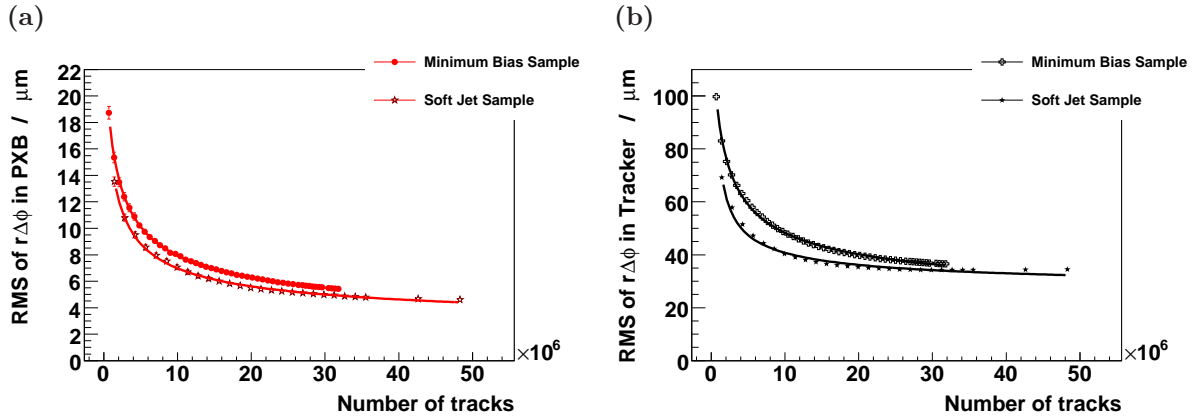 (a)
RMS of rΔϕ in PXB / μm
22
20
18
16
14
12
10
8
6
4
2
0
Minimum Bias Sample
Soft Jet Sample
0 10 20 30 40 50
×10⁶
Number of tracks
(b)
RMS of rΔϕ in Tracker / μm
100
80
60
40
20
0
Minimum Bias Sample
Soft Jet Sample
0 10 20 30 40 50
×10⁶
Number of tracks